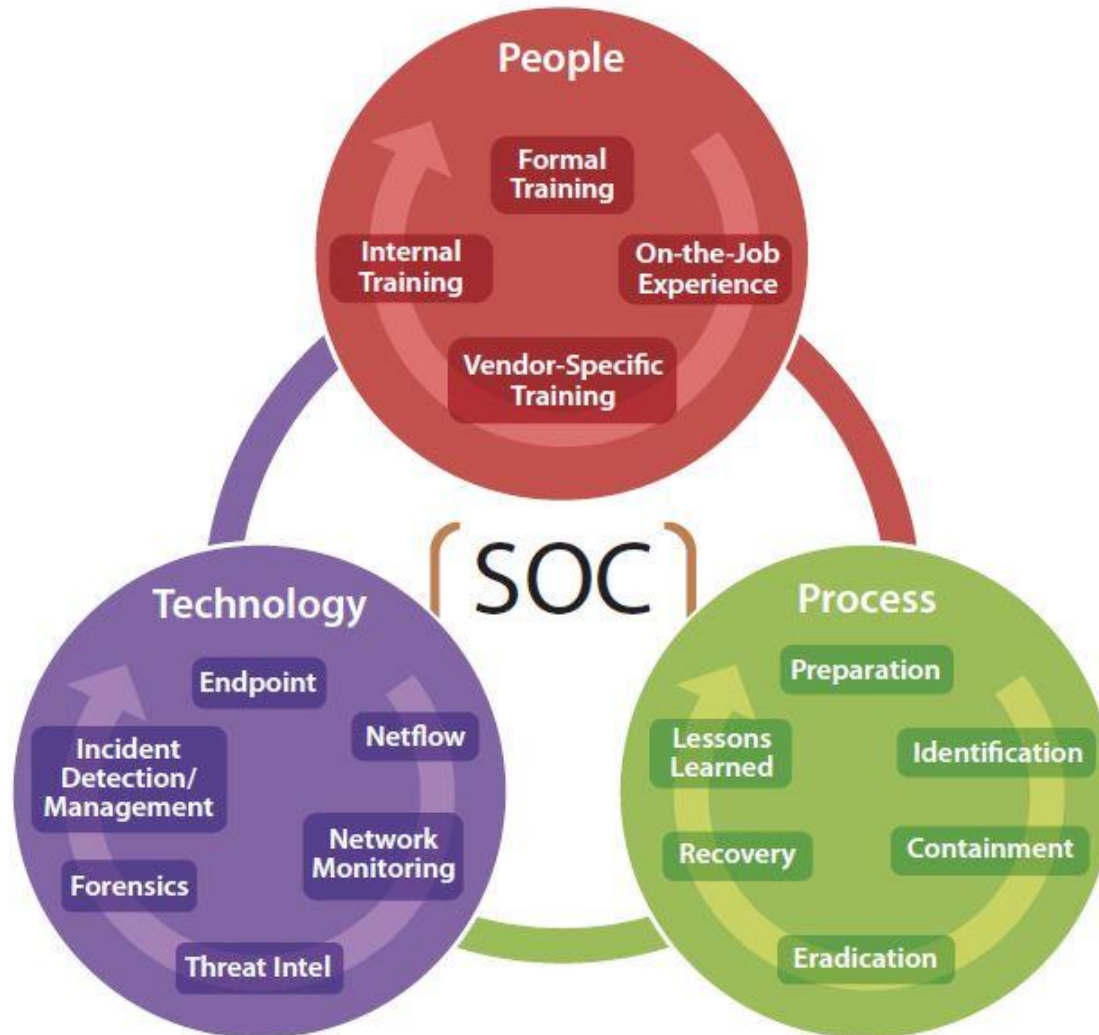 People
Formal
Training
On-the-Job
Experience
Vendor-Specific
Training
Internal
Training
SOC
Technology
Endpoint
Netflow
Network
Monitoring
Threat Intel
Forensics
Incident
Detection/
Management
Process
Preparation
Identification
Containment
Eradication
Recovery
Lessons
Learned